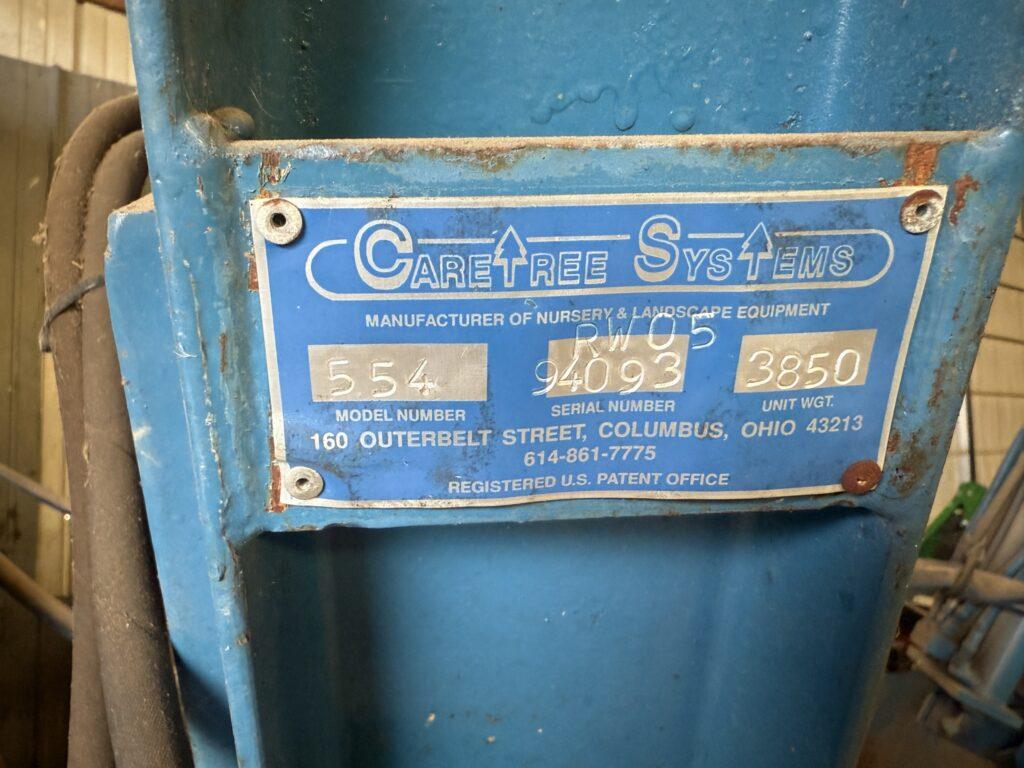 CARETREE SYSTEMS
MANUFACTURER OF NURSERY & LANDSCAPE EQUIPMENT
RW05
554 94093 3850
MODEL NUMBER SERIAL NUMBER UNIT WGT.
160 OUTERBELT STREET, COLUMBUS, OHIO 43213
614-861-7775
REGISTERED U.S. PATENT OFFICE